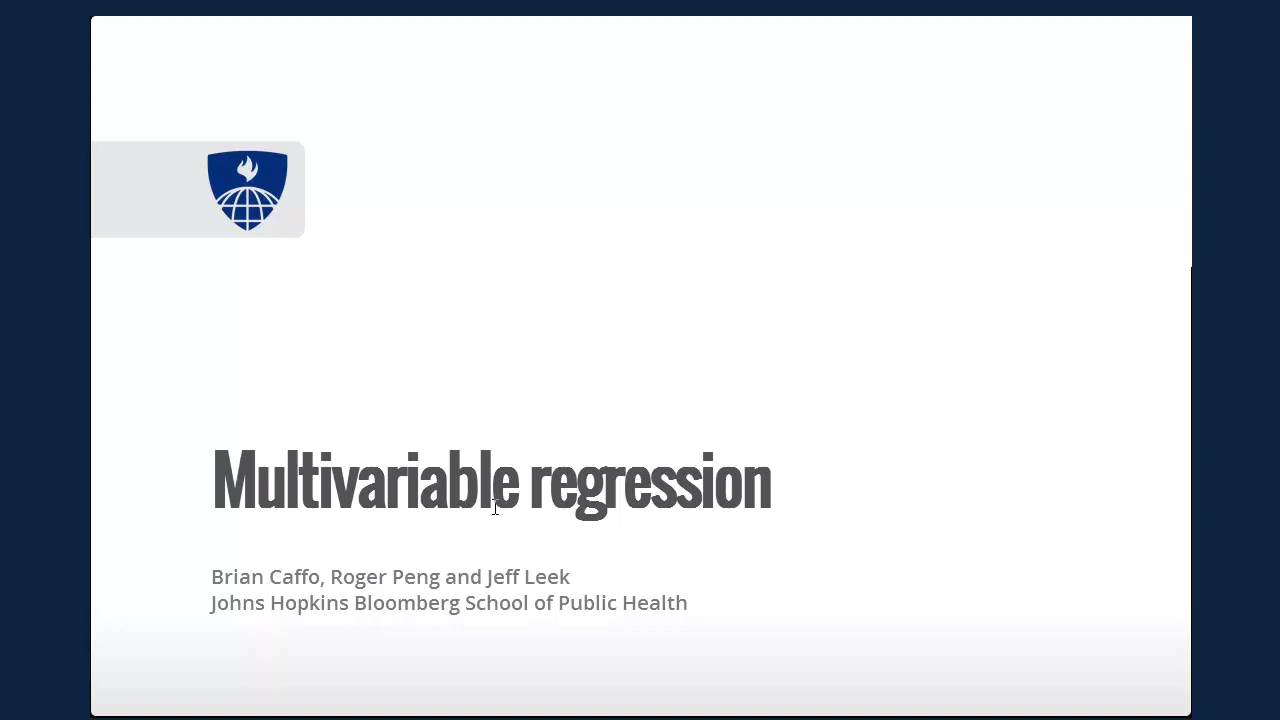 Multivariable regression
Brian Caffo, Roger Peng and Jeff Leek
Johns Hopkins Bloomberg School of Public Health